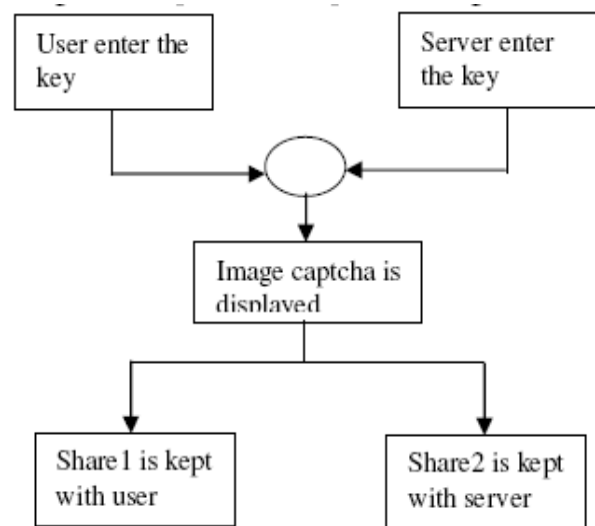 User enter the
key
Server enter
the key
Image captcha is
displayed
Share1 is kept
with user
Share2 is kept
with server